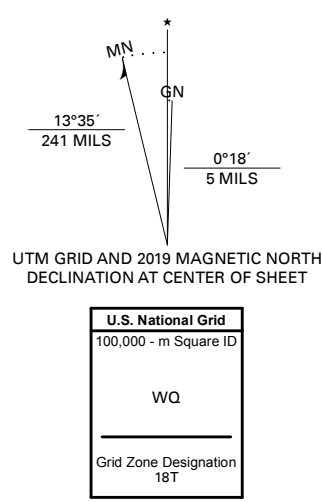 ★
MN
GN
13°35´
241 MILS
0°18´
5 MILS
UTM GRID AND 2019 MAGNETIC NORTH
DECLINATION AT CENTER OF SHEET
U.S. National Grid
100,000 - m Square ID
WQ
Grid Zone Designation
18T